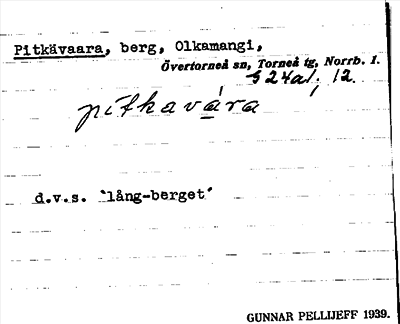 Pitkävaara, berg, Olkamangi,
Övertorneå sn, Torneå tg, Norrb. l.
S 24a1; 12.
pitkavára
d.v.s. "lång-berget"
GUNNAR PELLIJEFF 1939.